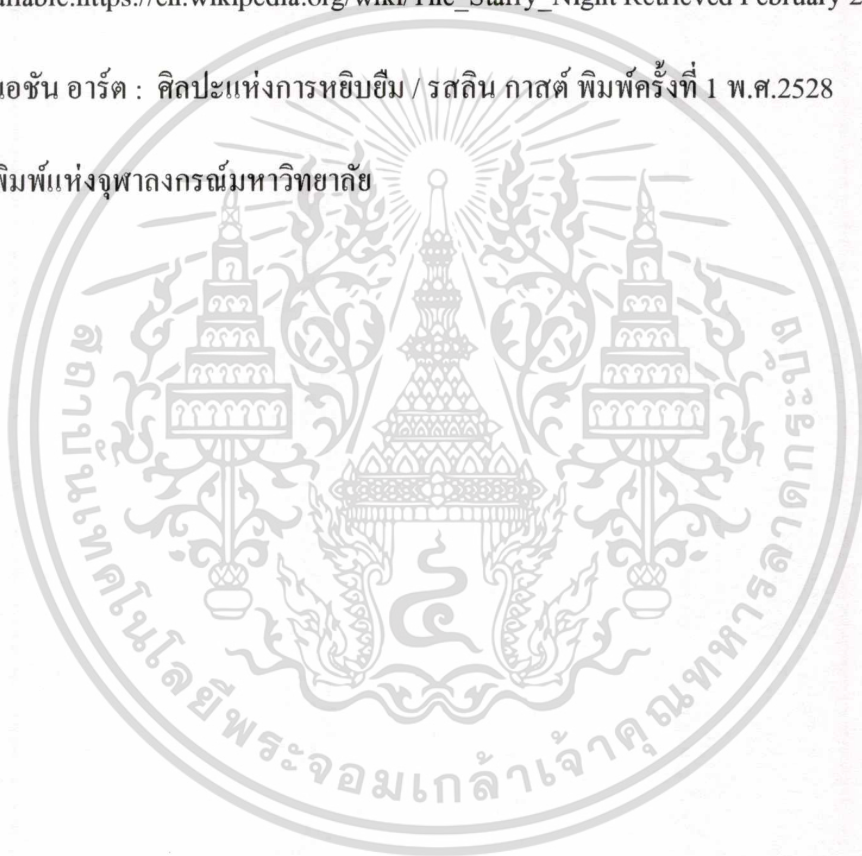 https://en.wikipedia.org/wiki/The_Starry_Night Retrieved February 2
อาร์ต : ศิลปะแห่งการหยิบยืม / รสลิน กาสต์ พิมพ์ครั้งที่ 1 พ.ศ.2528
พิมพ์แห่งจุฬาลงกรณ์มหาวิทยาลัย
สถาบันเทคโนโลยีพระจอมเกล้าเจ้าคุณทหารลาดกระบัง